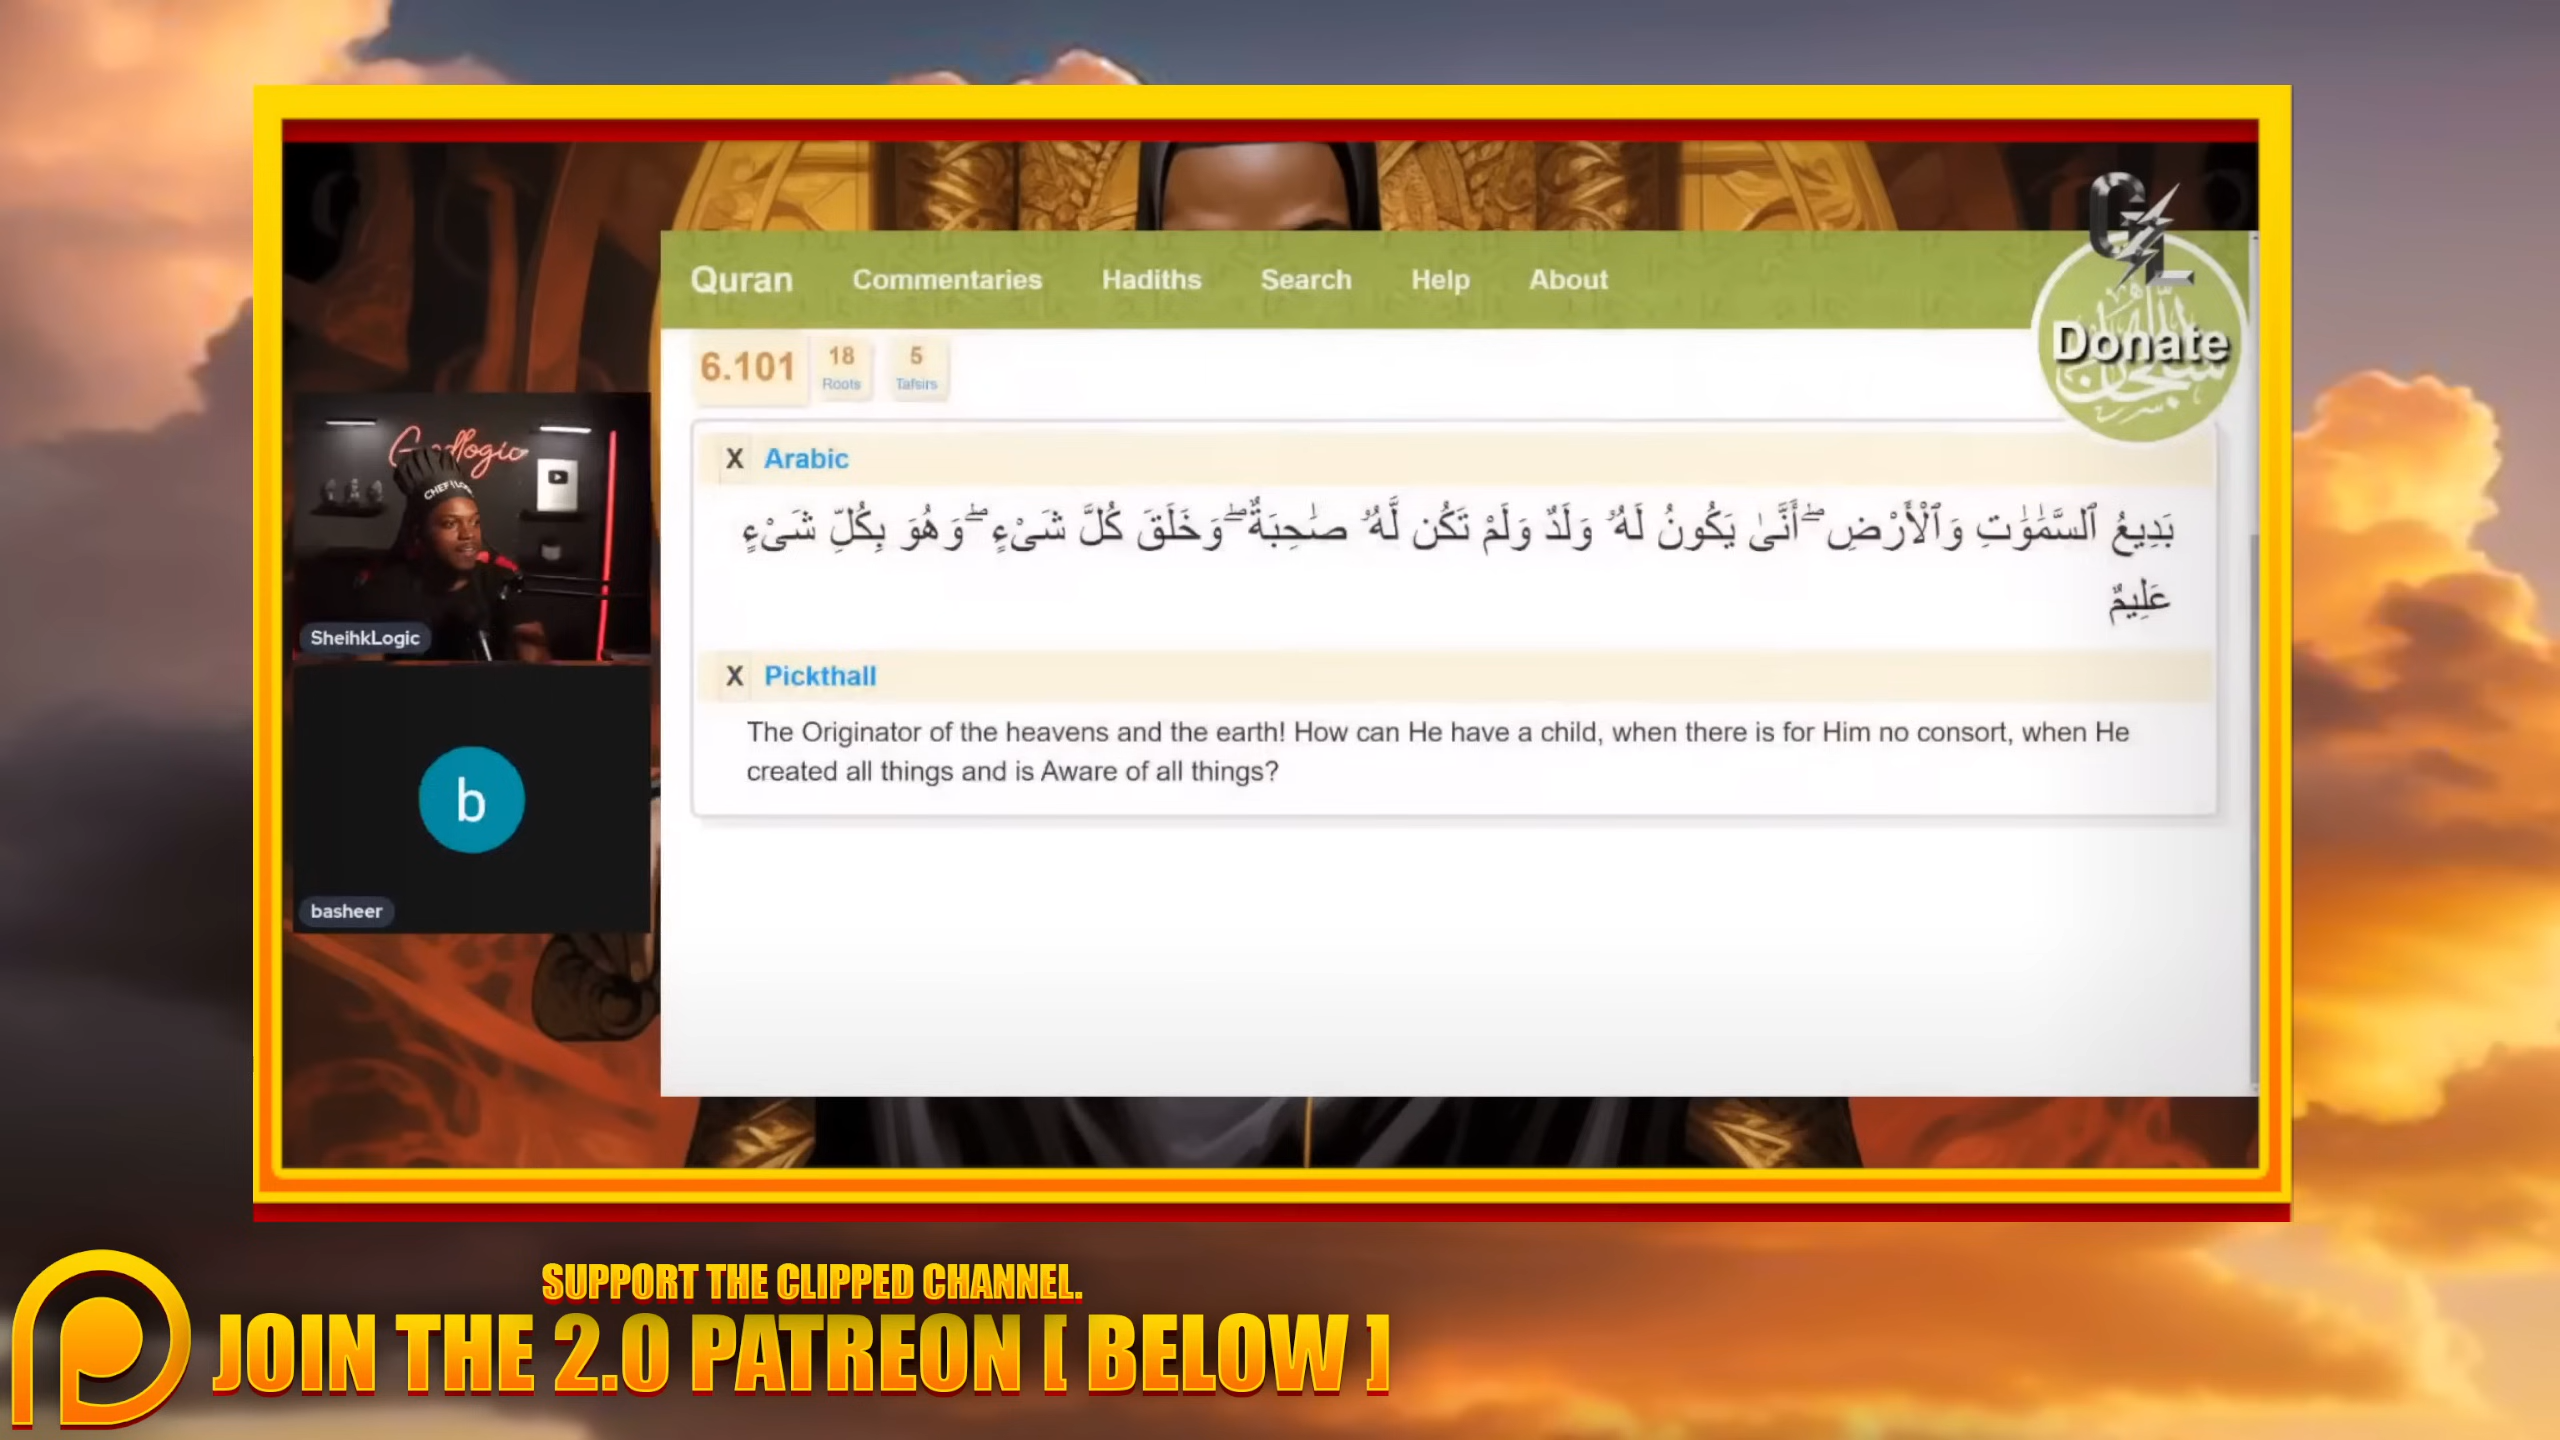 GL
Quran Commentaries Hadiths Search Help About
Donate
6.101 18 5
Roots Tafsirs
X Arabic
بَدِيعُ ٱلسَّمَٰوَٰتِ وَٱلْأَرْضِ ۖ أَنَّىٰ يَكُونُ لَهُۥ وَلَدٌ وَلَمْ تَكُن لَّهُۥ صَٰحِبَةٌ ۖ وَخَلَقَ كُلَّ شَىْءٍ ۖ وَهُوَ بِكُلِّ شَىْءٍ
عَلِيمٌ
X Pickthall
The Originator of the heavens and the earth! How can He have a child, when there is for Him no consort, when He
created all things and is Aware of all things?
Godlogic
SheihkLogic
b
basheer
SUPPORT THE CLIPPED CHANNEL.
JOIN THE 2.0 PATREON [ BELOW ]